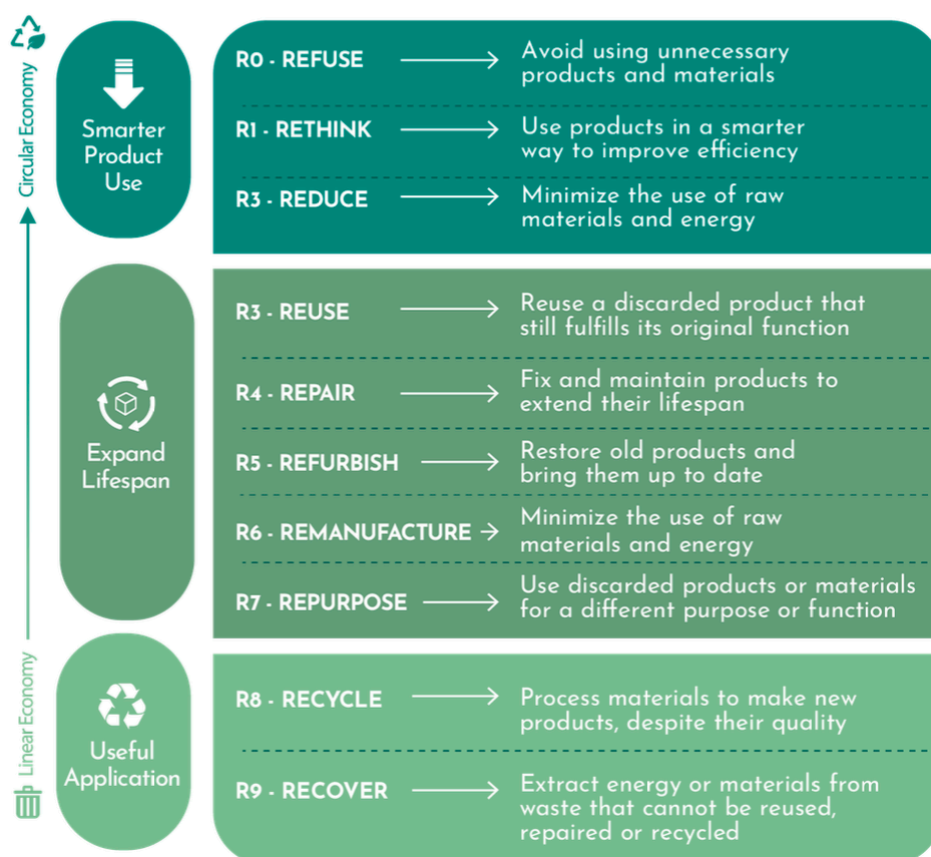 Circular Economy
Linear Economy
Smarter
Product
Use
R0 - REFUSE
Avoid using unnecessary
products and materials
R1 - RETHINK
Use products in a smarter
way to improve efficiency
R3 - REDUCE
Minimize the use of raw
materials and energy
Expand
Lifespan
R3 - REUSE
Reuse a discarded product that
still fulfills its original function
R4 - REPAIR
Fix and maintain products to
extend their lifespan
R5 - REFURBISH
Restore old products and
bring them up to date
R6 - REMANUFACTURE
Minimize the use of raw
materials and energy
R7 - REPURPOSE
Use discarded products or materials
for a different purpose or function
Useful
Application
R8 - RECYCLE
Process materials to make new
products, despite their quality
R9 - RECOVER
Extract energy or materials from
waste that cannot be reused,
repaired or recycled